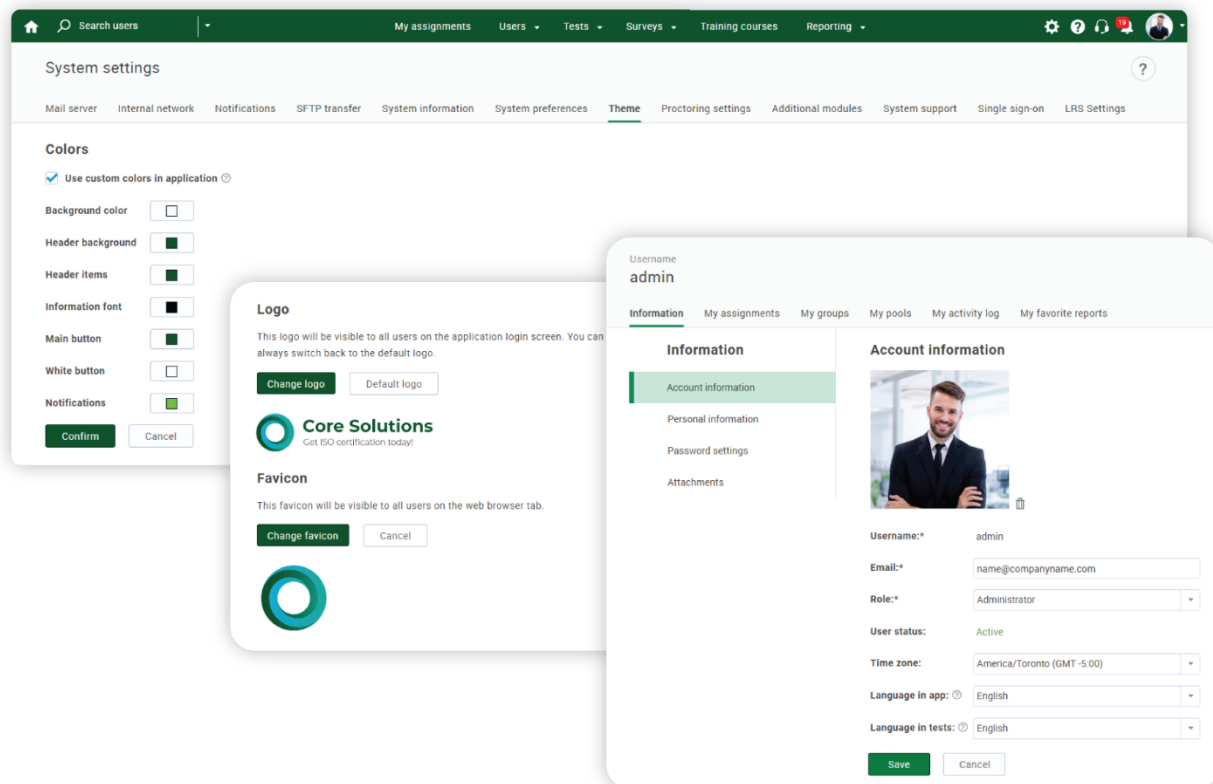 Search users
My assignments
Users
Tests
Surveys
Training courses
Reporting
19
System settings
?
Mail server
Internal network
Notifications
SFTP transfer
System information
System preferences
Theme
Proctoring settings
Additional modules
System support
Single sign-on
LRS Settings
Colors
Use custom colors in application
Background color
Header background
Header items
Information font
Main button
White button
Notifications
Confirm
Cancel
Logo
This logo will be visible to all users on the application login screen. You can
always switch back to the default logo.
Change logo
Default logo
Core Solutions
Get ISO certification today!
Favicon
This favicon will be visible to all users on the web browser tab.
Change favicon
Cancel
Username
admin
Information
My assignments
My groups
My pools
My activity log
My favorite reports
Information
Account information
Personal information
Password settings
Attachments
Account information
Username:* admin
Email:* name@companyname.com
Role:* Administrator
User status: Active
Time zone: America/Toronto (GMT -5:00)
Language in app: ? English
Language in tests: ? English
Save
Cancel